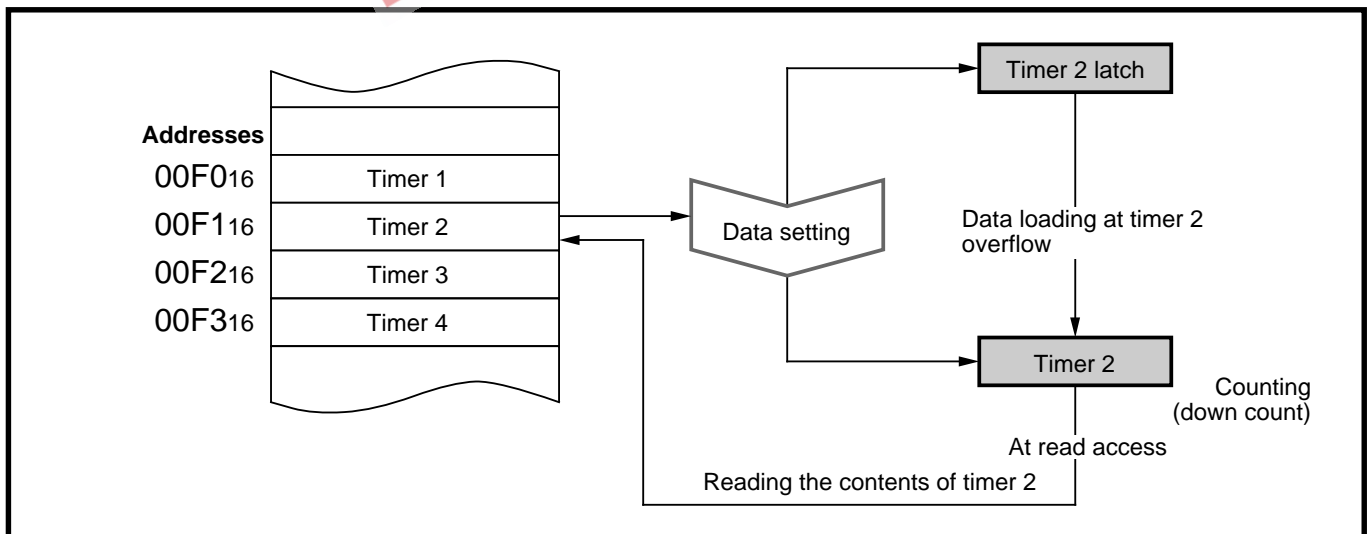 Addresses
00F016 Timer 1
00F116 Timer 2
00F216 Timer 3
00F316 Timer 4
Data setting
Timer 2 latch
Data loading at timer 2
overflow
Timer 2
Counting
(down count)
At read access
Reading the contents of timer 2